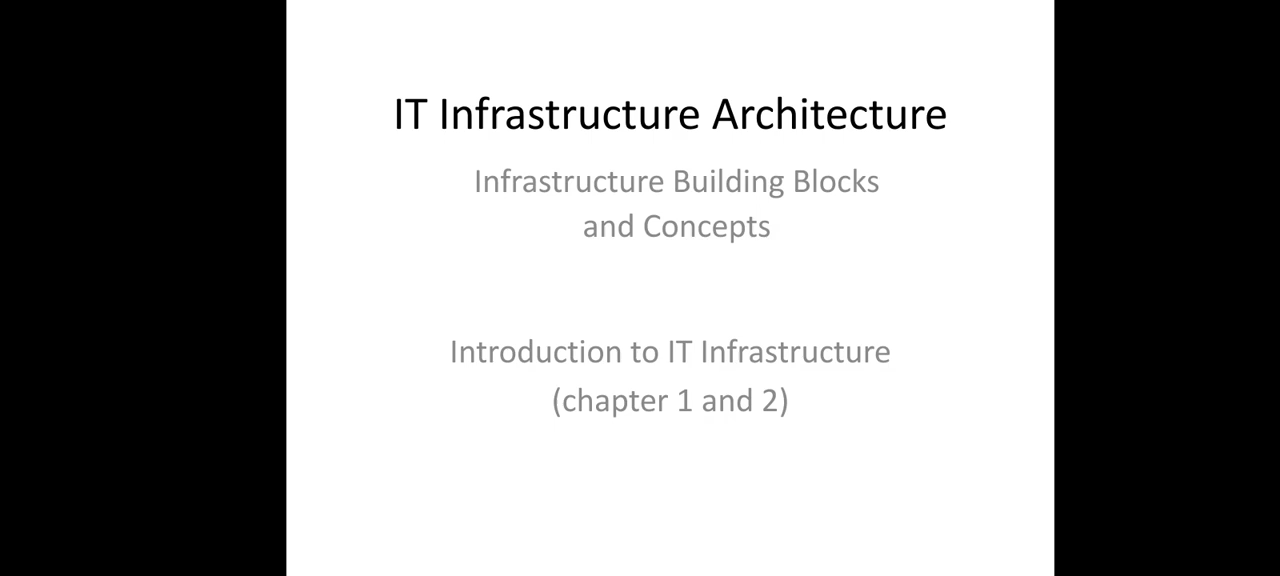 IT Infrastructure Architecture
Infrastructure Building Blocks
and Concepts
Introduction to IT Infrastructure
(chapter 1 and 2)